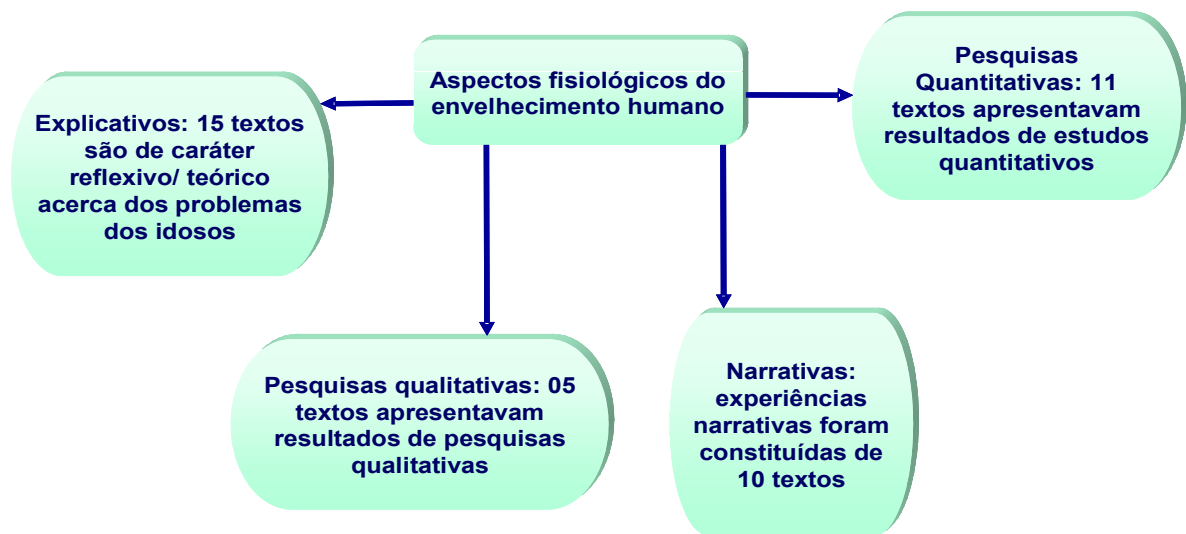 Aspectos fisiológicos do
envelhecimento humano
Explicativos: 15 textos
são de caráter
reflexivo/ teórico
acerca dos problemas
dos idosos
Pesquisas
Quantitativas: 11
textos apresentavam
resultados de estudos
quantitativos
Pesquisas qualitativas: 05
textos apresentavam
resultados de pesquisas
qualitativas
Narrativas:
experiências
narrativas foram
constituídas de
10 textos